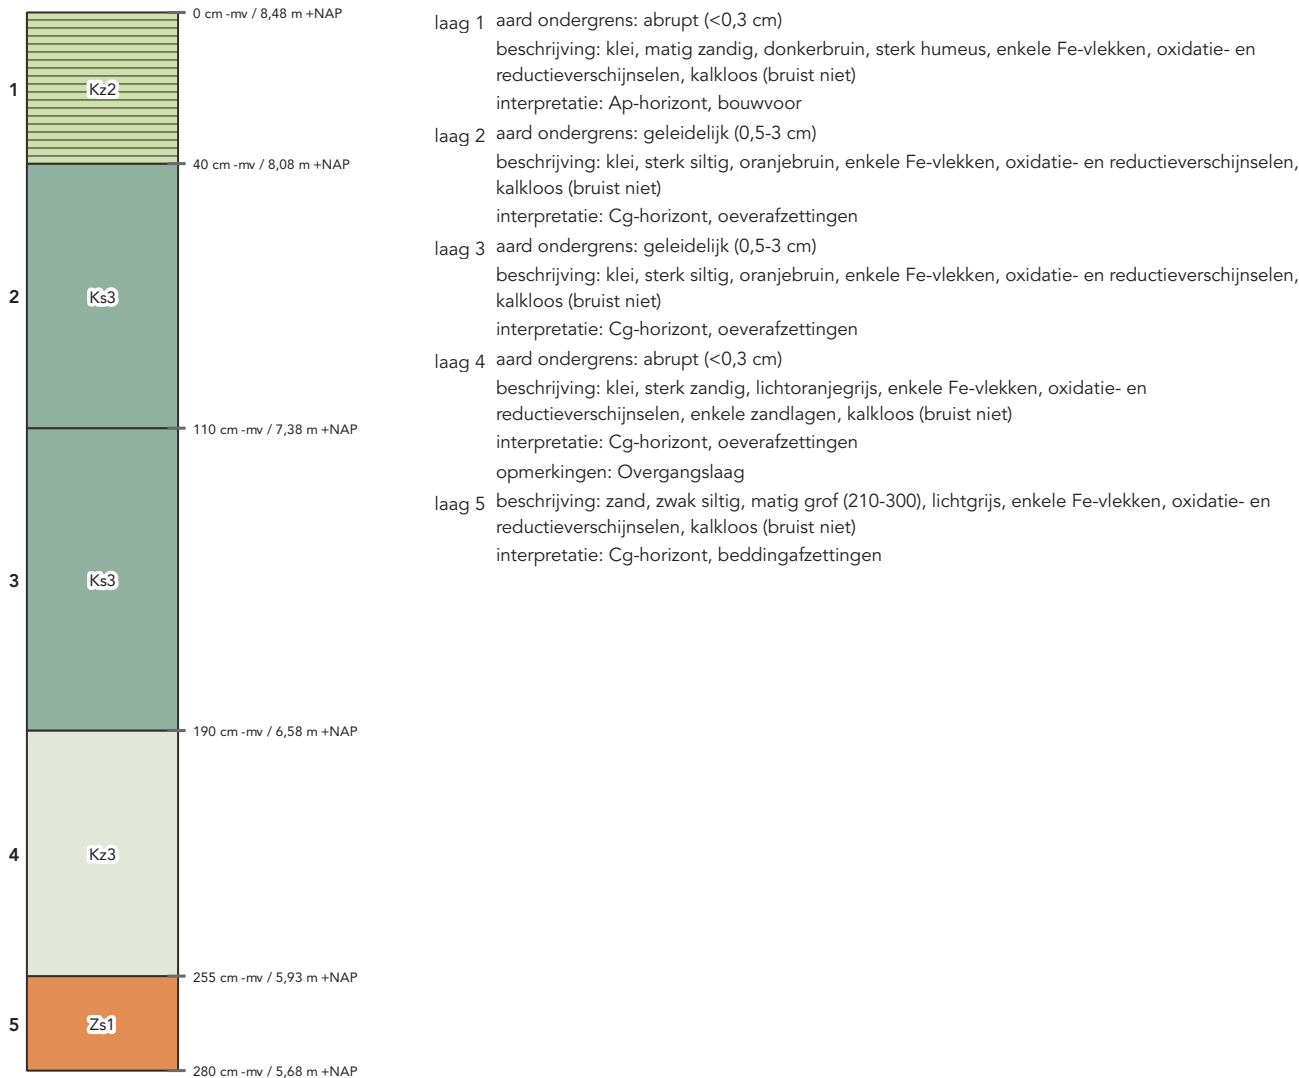 0 cm -mv / 8,48 m +NAP
1
Kz2
40 cm -mv / 8,08 m +NAP
2
Ks3
110 cm -mv / 7,38 m +NAP
3
Ks3
190 cm -mv / 6,58 m +NAP
4
Kz3
255 cm -mv / 5,93 m +NAP
5
Zs1
280 cm -mv / 5,68 m +NAP
laag 1 aard ondergrens: abrupt (<0,3 cm)
beschrijving: klei, matig zandig, donkerbruin, sterk humeus, enkele Fe-vlekken, oxidatie- en
reductieverschijnselen, kalkloos (bruist niet)
interpretatie: Ap-horizont, bouwvoor
laag 2 aard ondergrens: geleidelijk (0,5-3 cm)
beschrijving: klei, sterk siltig, oranjebruin, enkele Fe-vlekken, oxidatie- en reductieverschijnselen,
kalkloos (bruist niet)
interpretatie: Cg-horizont, oeverafzettingen
laag 3 aard ondergrens: geleidelijk (0,5-3 cm)
beschrijving: klei, sterk siltig, oranjebruin, enkele Fe-vlekken, oxidatie- en reductieverschijnselen,
kalkloos (bruist niet)
interpretatie: Cg-horizont, oeverafzettingen
laag 4 aard ondergrens: abrupt (<0,3 cm)
beschrijving: klei, sterk zandig, lichtoranjegrijs, enkele Fe-vlekken, oxidatie- en
reductieverschijnselen, enkele zandlagen, kalkloos (bruist niet)
interpretatie: Cg-horizont, oeverafzettingen
opmerkingen: Overgangslaag
laag 5 beschrijving: zand, zwak siltig, matig grof (210-300), lichtgrijs, enkele Fe-vlekken, oxidatie- en
reductieverschijnselen, kalkloos (bruist niet)
interpretatie: Cg-horizont, beddingafzettingen